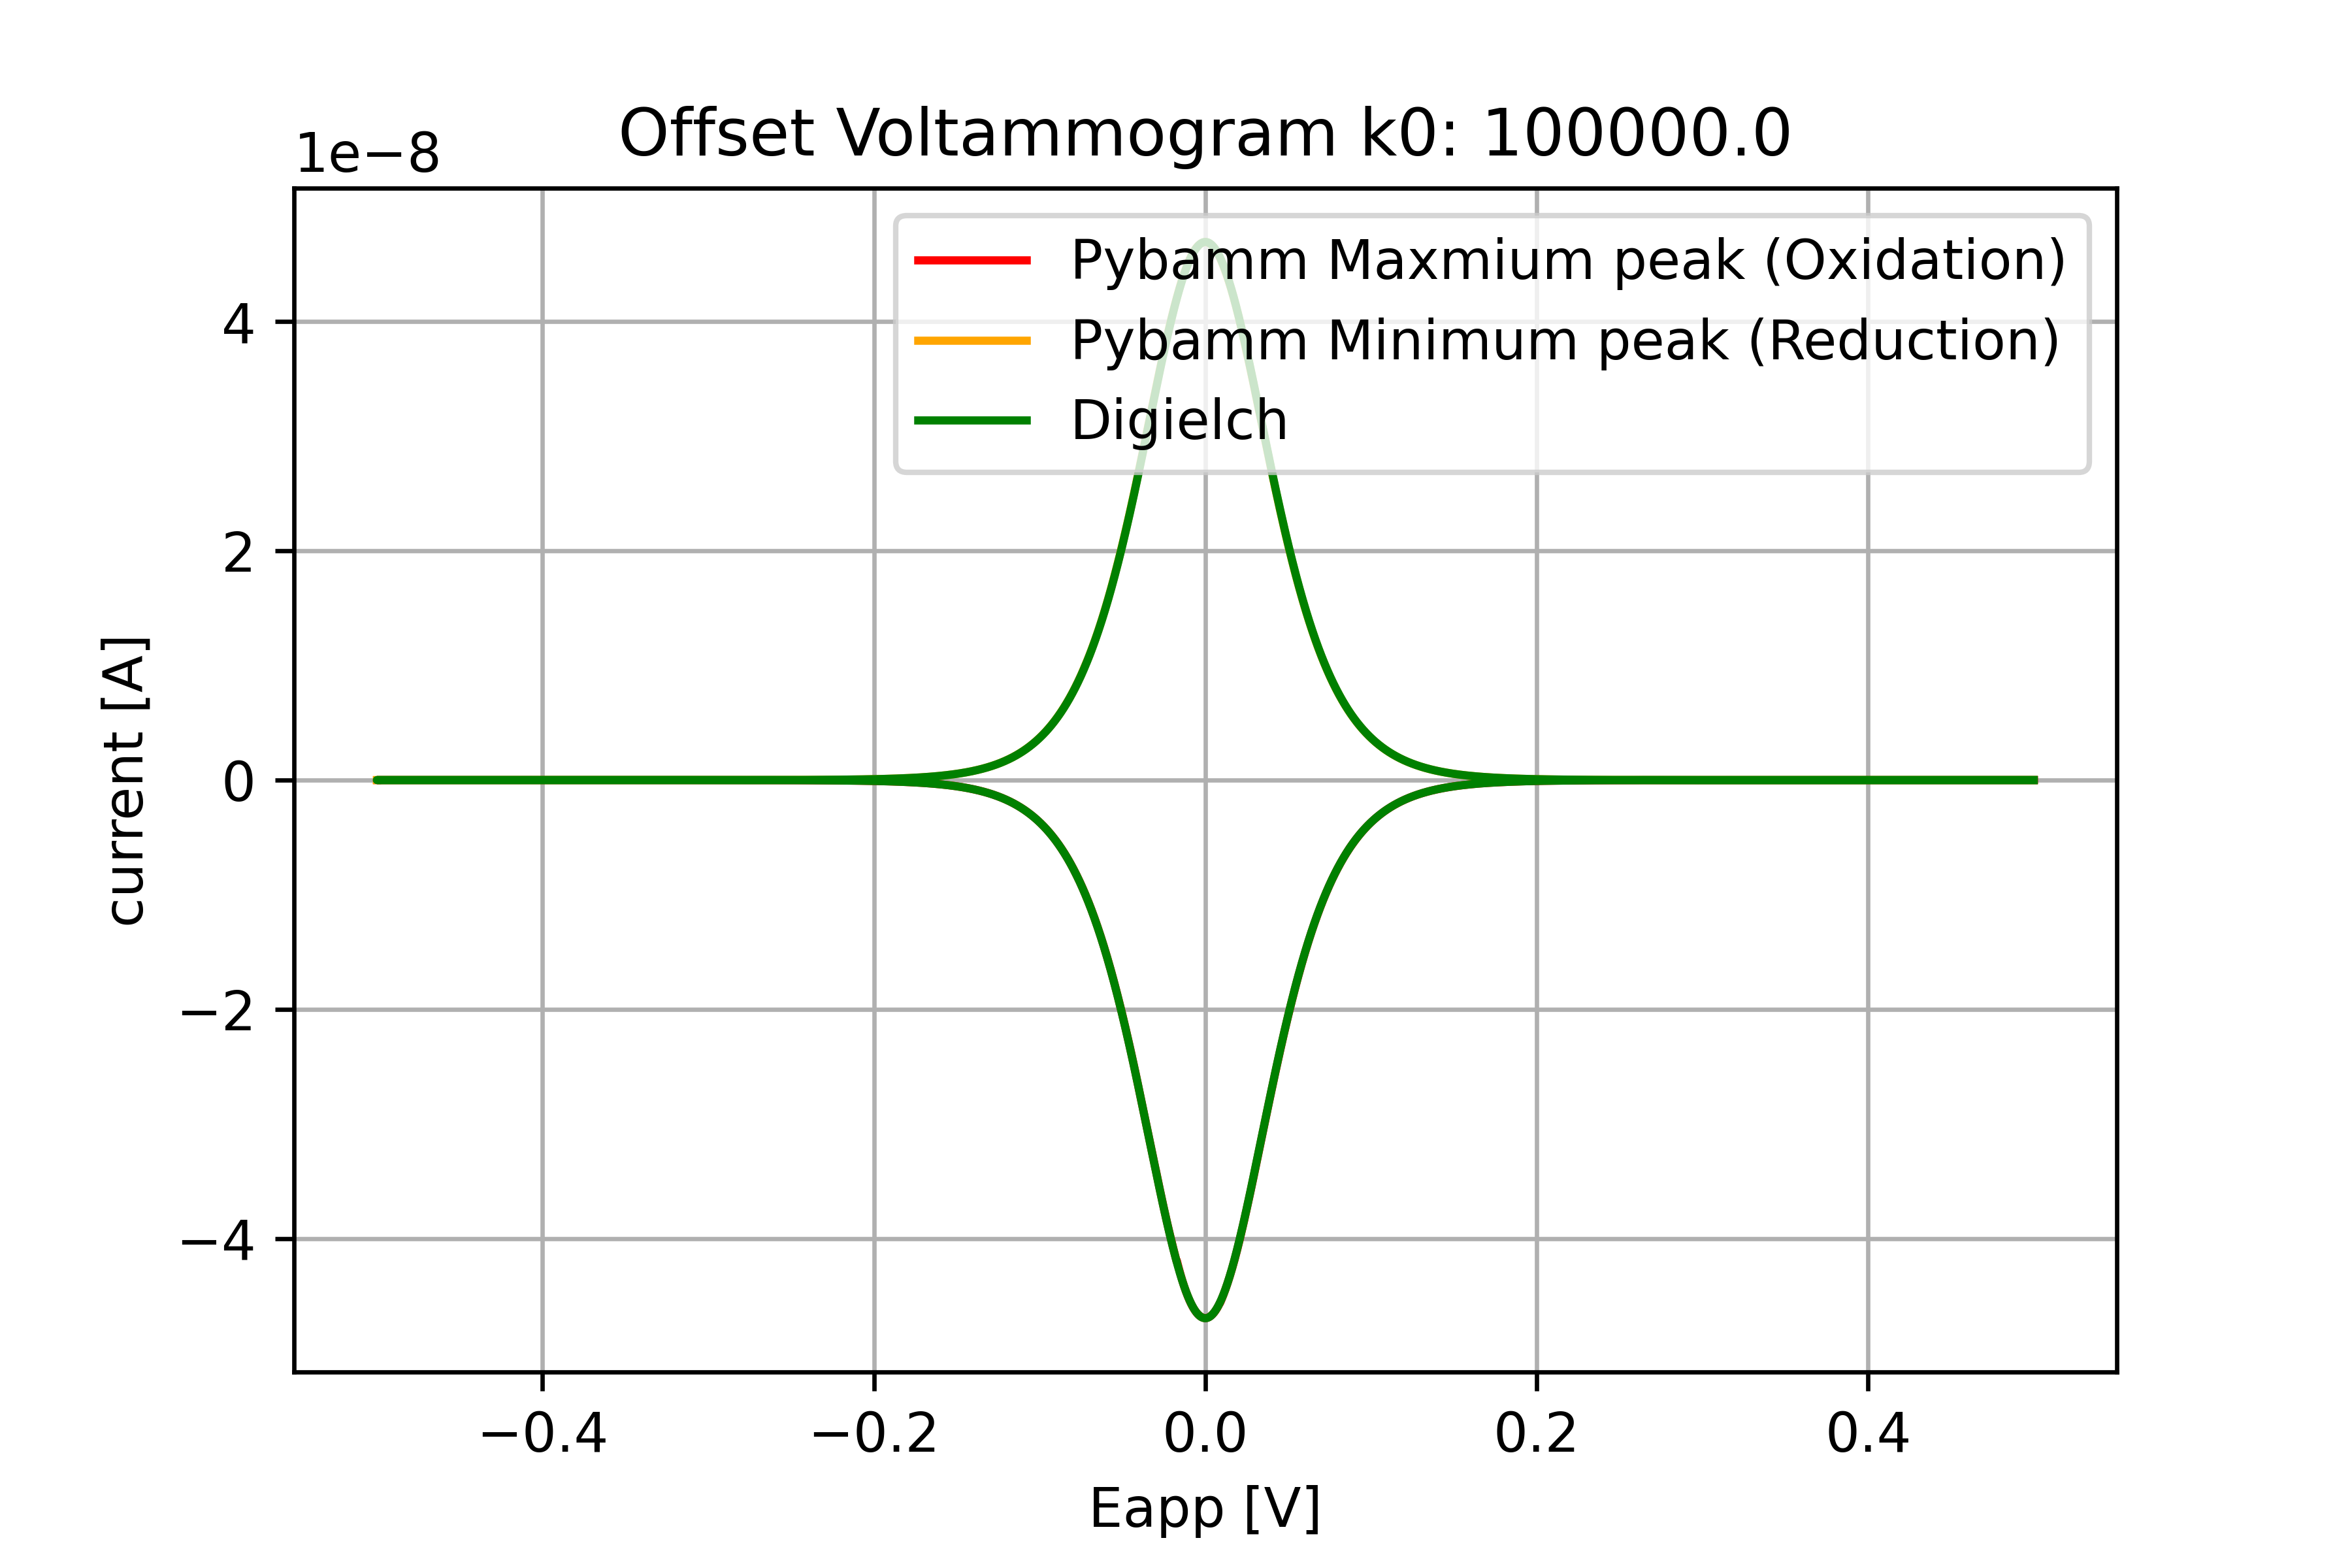 Offset Voltammogram k0: 100000.0
1e−8
Pybamm Maxmium peak (Oxidation)
Pybamm Minimum peak (Reduction)
Digielch
4
2
0
−2
−4
current [A]
−0.4
−0.2
0.0
0.2
0.4
Eapp [V]